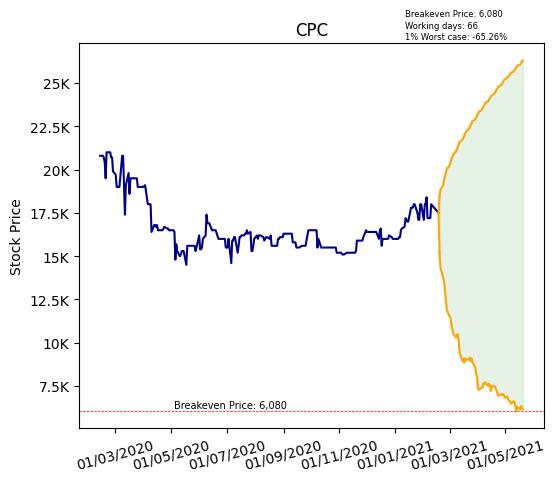 Breakeven Price: 6,080
Working days: 66
1% Worst case: -65.26%
CPC
Stock Price
25K
22.5K
20K
17.5K
15K
12.5K
10K
7.5K
Breakeven Price: 6,080
01/03/2020 01/05/2020 01/07/2020 01/09/2020 01/11/2020 01/01/2021 01/03/2021 01/05/2021